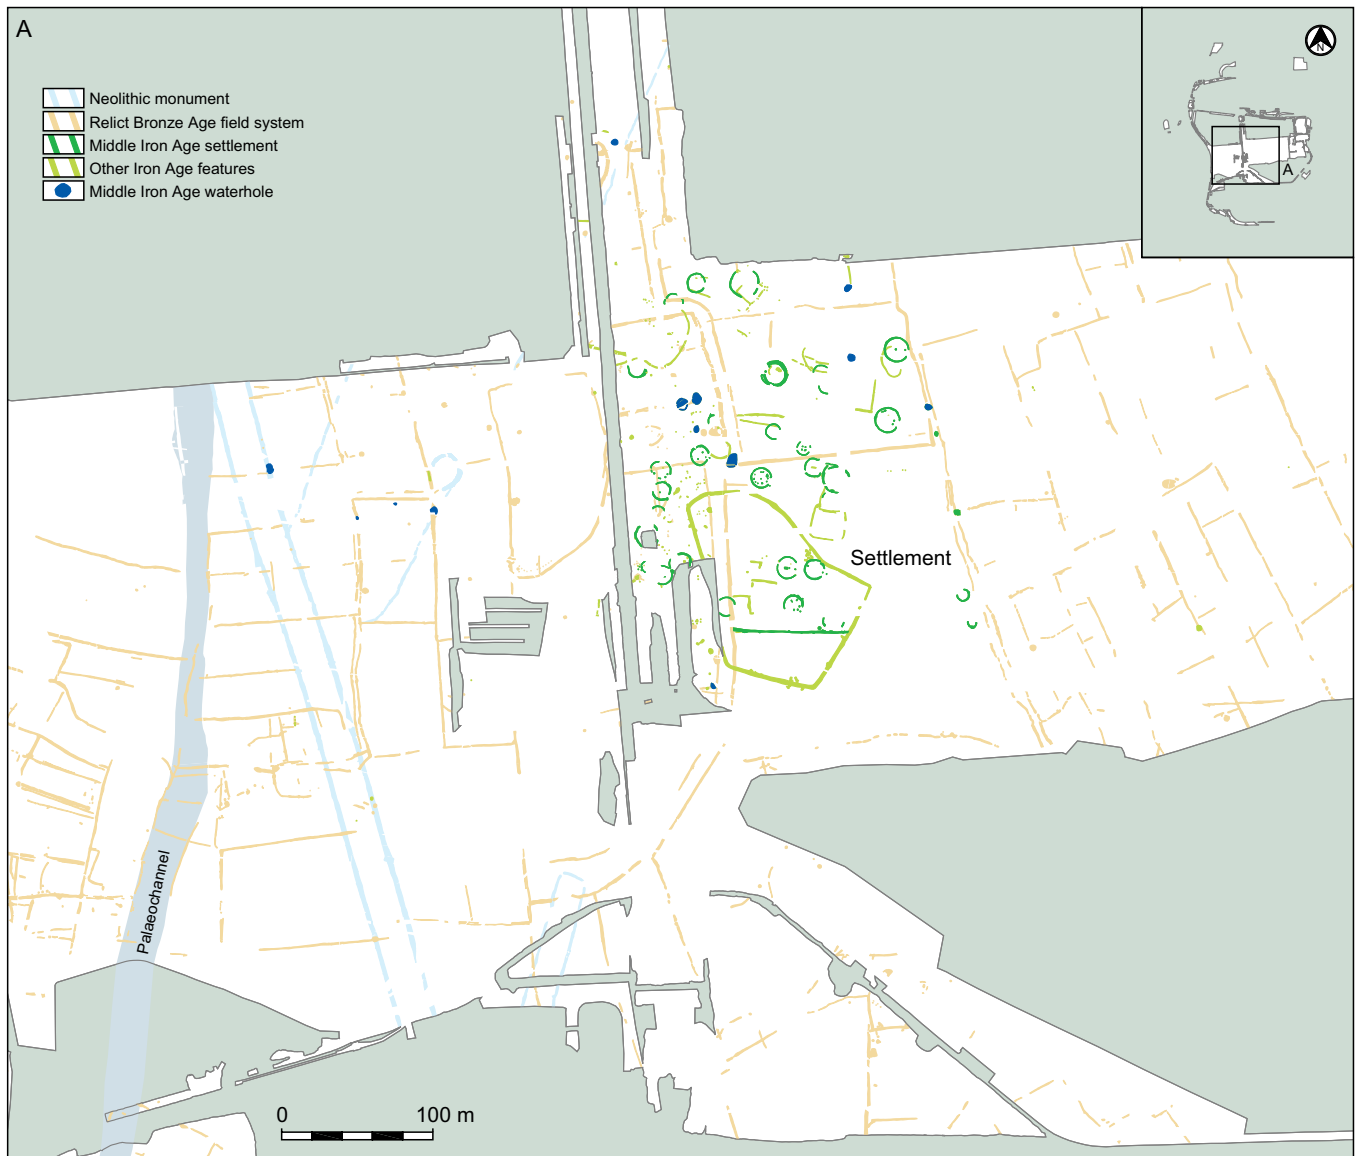 A
N
Neolithic monument
Relict Bronze Age field system
Middle Iron Age settlement
Other Iron Age features
Middle Iron Age waterhole
A
Settlement
Palaeochannel
0 100 m